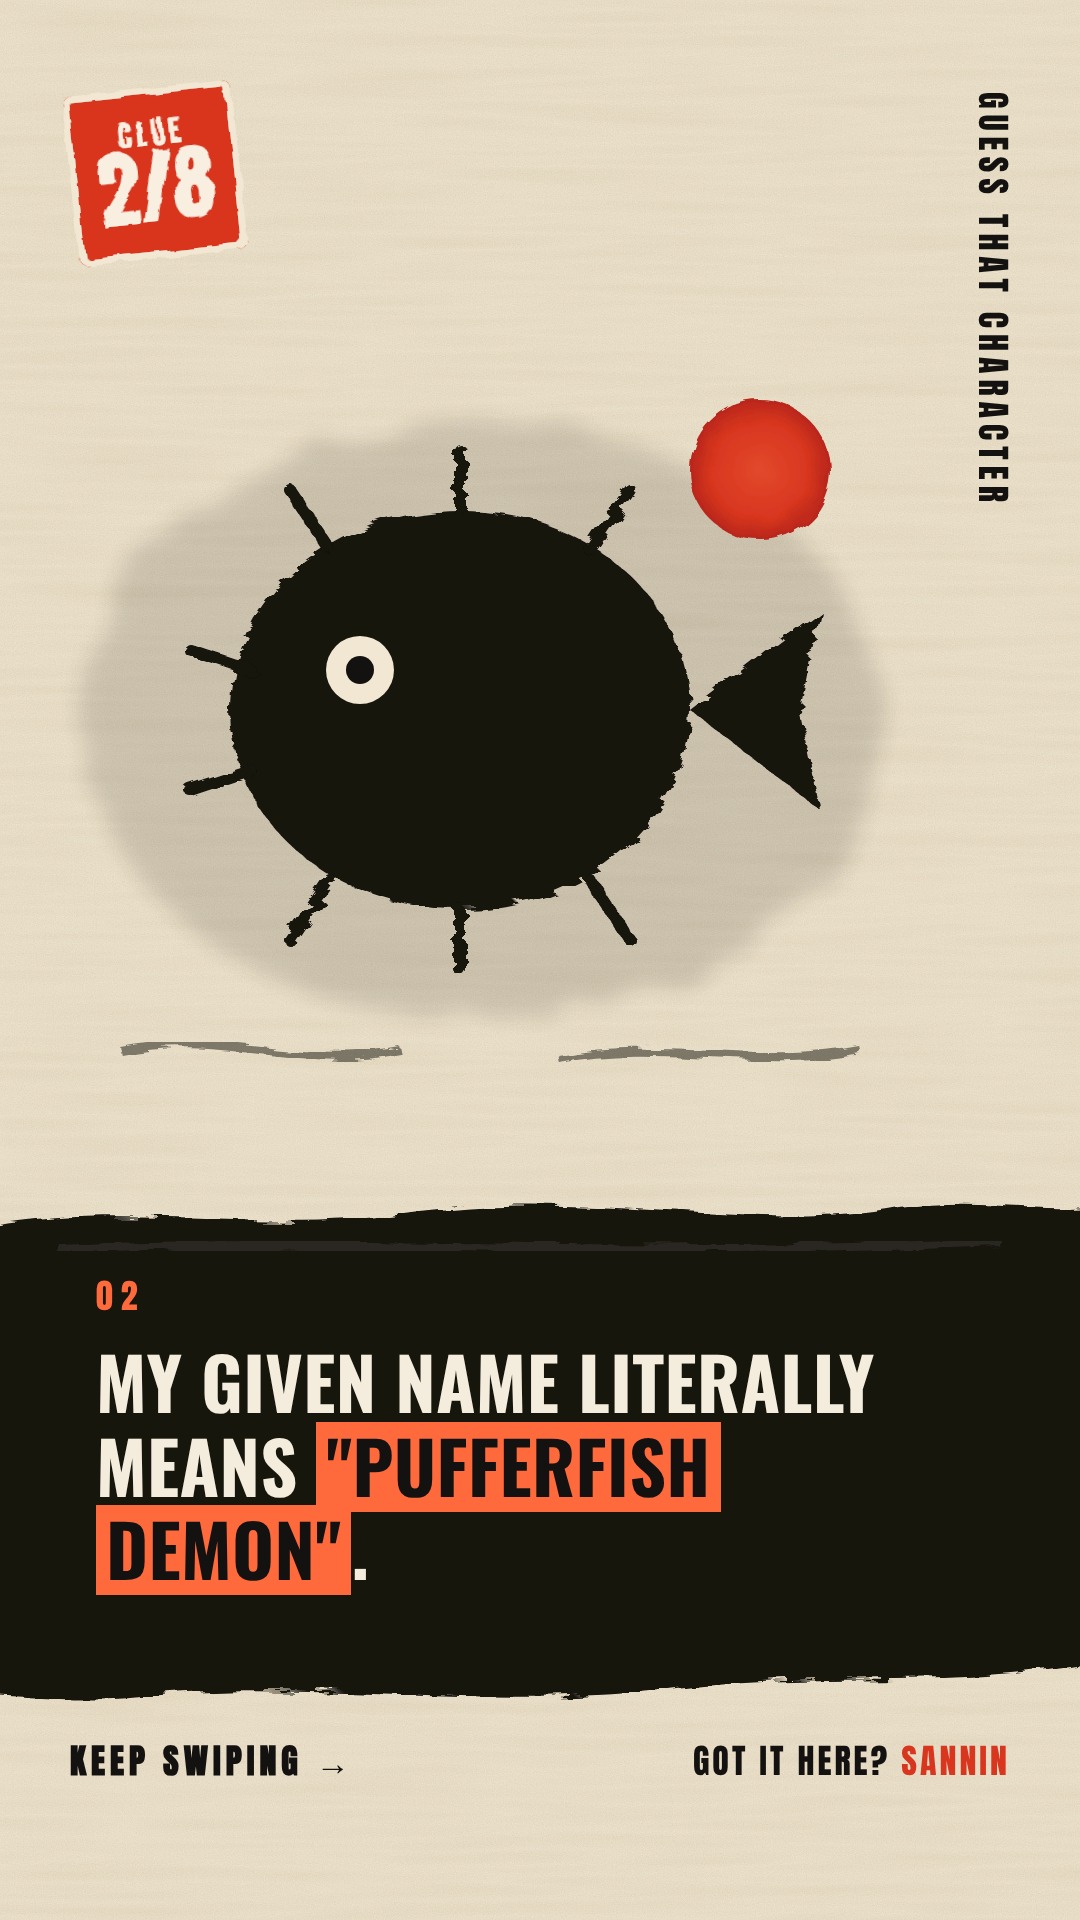 CLUE
2/8
GUESS THAT CHARACTER
02
MY GIVEN NAME LITERALLY
MEANS "PUFFERFISH
DEMON".
KEEP SWIPING →
GOT IT HERE? SANNIN